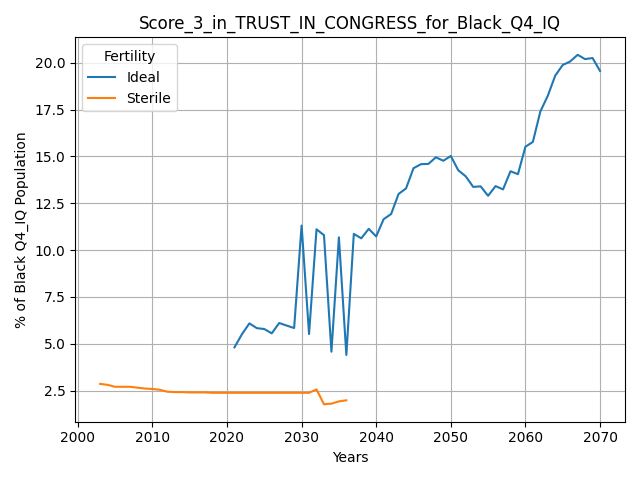 Score_3_in_TRUST_IN_CONGRESS_for_Black_Q4_IQ
Fertility
Ideal
Sterile
% of Black Q4_IQ Population
20.0
17.5
15.0
12.5
10.0
7.5
5.0
2.5
2000 2010 2020 2030 2040 2050 2060 2070
Years